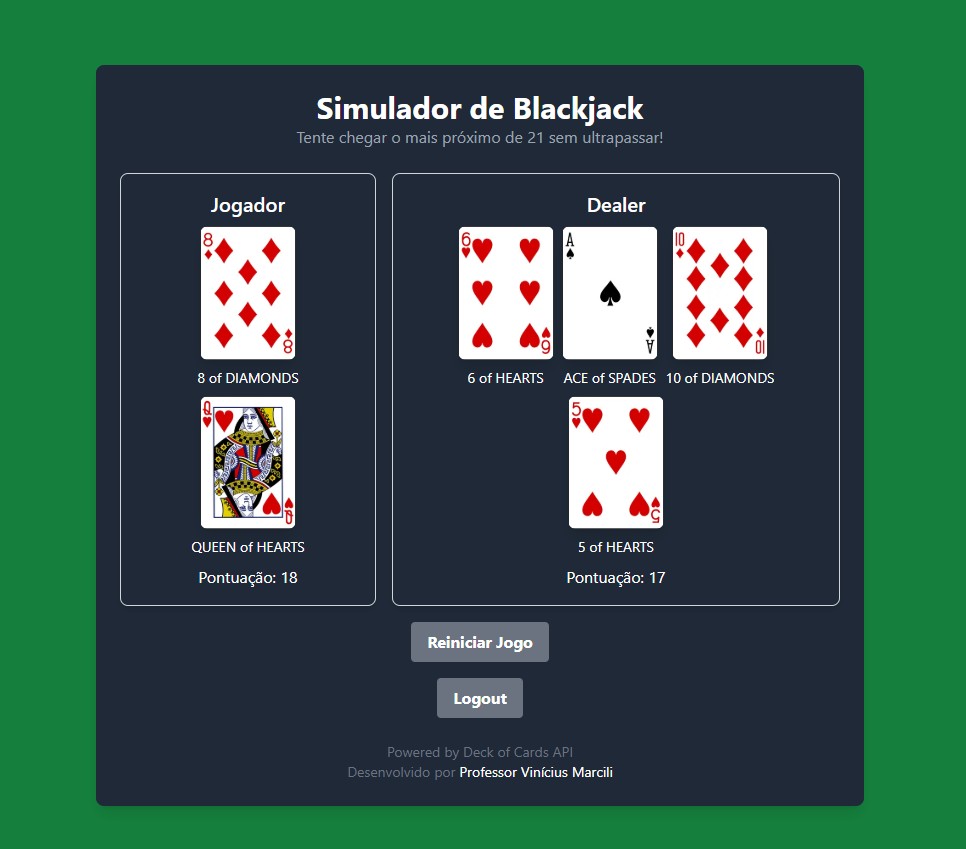 Simulador de Blackjack
Tente chegar o mais próximo de 21 sem ultrapassar!
Jogador
8
8
8 of DIAMONDS
Q
Q
QUEEN of HEARTS
Pontuação: 18
Dealer
6
6
6 of HEARTS
A
A
ACE of SPADES
10
10
10 of DIAMONDS
5
5
5 of HEARTS
Pontuação: 17
Reiniciar Jogo
Logout
Powered by Deck of Cards API
Desenvolvido por Professor Vinícius Marcili